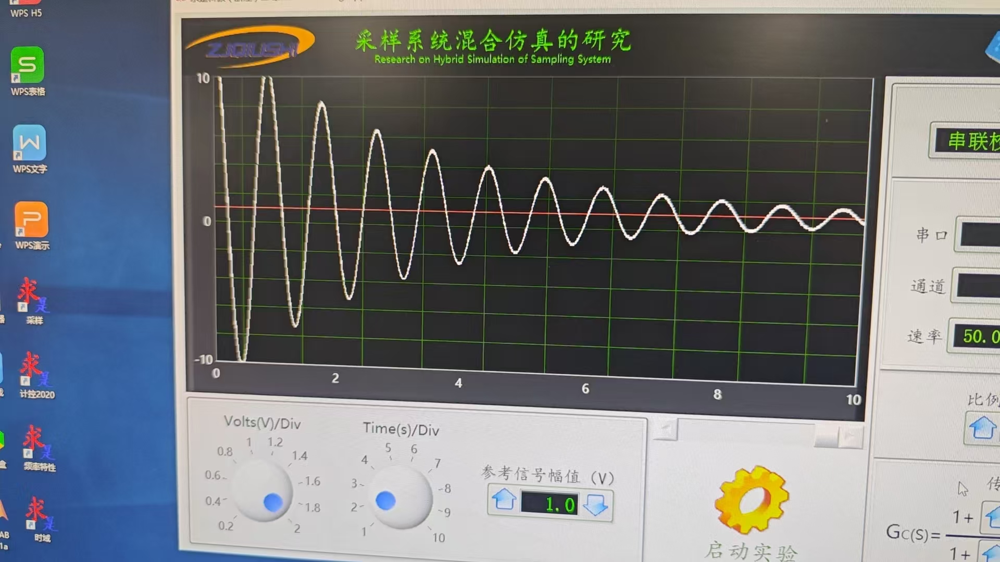 WPS H5
WPS表格
WPS文字
WPS演示
采样
计控2020
频率特性
时域
AB
1a
ZJQIUSHI
采样系统混合仿真的研究
Research on Hybrid Simulation of Sampling System
10
0
-10
0
2
4
6
8
10
Volts(V)/Div
0.2
0.4
0.6
0.8
1
1.2
1.4
1.6
1.8
2
Time(s)/Div
1
2
3
4
5
6
7
8
9
10
参考信号幅值（V）
1.0
启动实验
串联
串口
通道
速率
50.0
比例
传
Gc(S)=
1+
1+